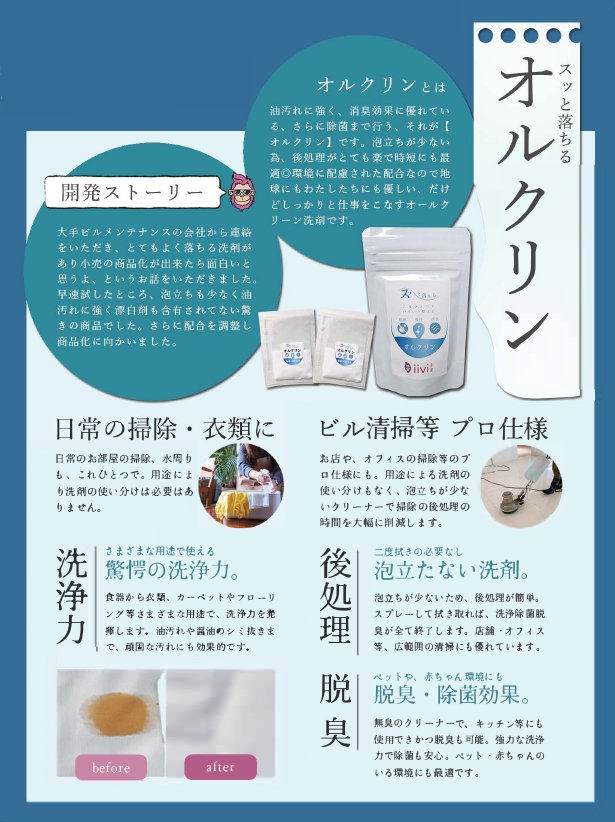 スッと落ちる
オルクリン
オルクリンとは
油汚れに強く、消臭効果に優れてい
る、さらに除菌まで行う、それが【
オルクリン】です。泡立ちが少ない
為、後処理がとても楽で時短にも最
適◎環境に配慮された配合なので地
球にもわたしたちにも優しい、だけ
どしっかりと仕事をこなすオールク
リーン洗剤です。
開発ストーリー
大手ビルメンテナンスの会社から連絡
をいただき、とてもよく落ちる洗剤が
あり小売の商品化が出来たら面白いと
思うよ、というお話をいただきました。
早速試したところ、泡立ちも少なく油
汚れに強く漂白剤も含有されてない驚
きの商品でした。さらに配合を調整し
商品化に向かいました。
スッと落ちる
オルクリン
iivi
オルクリン
オルクリン
日常の掃除・衣類に
日常のお部屋の掃除、水周り
も、これひとつで。用途によ
り洗剤の使い分けは必要はあ
りません。
ビル清掃等 プロ仕様
お店や、オフィスの掃除等のプ
ロ仕様にも。用途による洗剤の
使い分けもなく、泡立ちが少な
いクリーナーで掃除の後処理の
時間を大幅に削減します。
洗浄力
さまざまな用途で使える
驚愕の洗浄力。
食器から衣類、カーペットやフローリ
ング等さまざまな用途で、洗浄力を発
揮します。油汚れや醤油のシミ抜きま
で、頑固な汚れにも効果的です。
before
after
後処理
二度拭きの必要なし
泡立たない洗剤。
泡立ちが少ないため、後処理が簡単。
スプレーして拭き取れば、洗浄除菌脱
臭が全て終了します。店舗・オフィス
等、広範囲の清掃にも優れています。
脱臭
ペットや、赤ちゃん環境にも
脱臭・除菌効果。
無臭のクリーナーで、キッチン等にも
使用できかつ脱臭も可能。強力な洗浄
力で除菌も安心。ペット・赤ちゃんの
いる環境にも最適です。